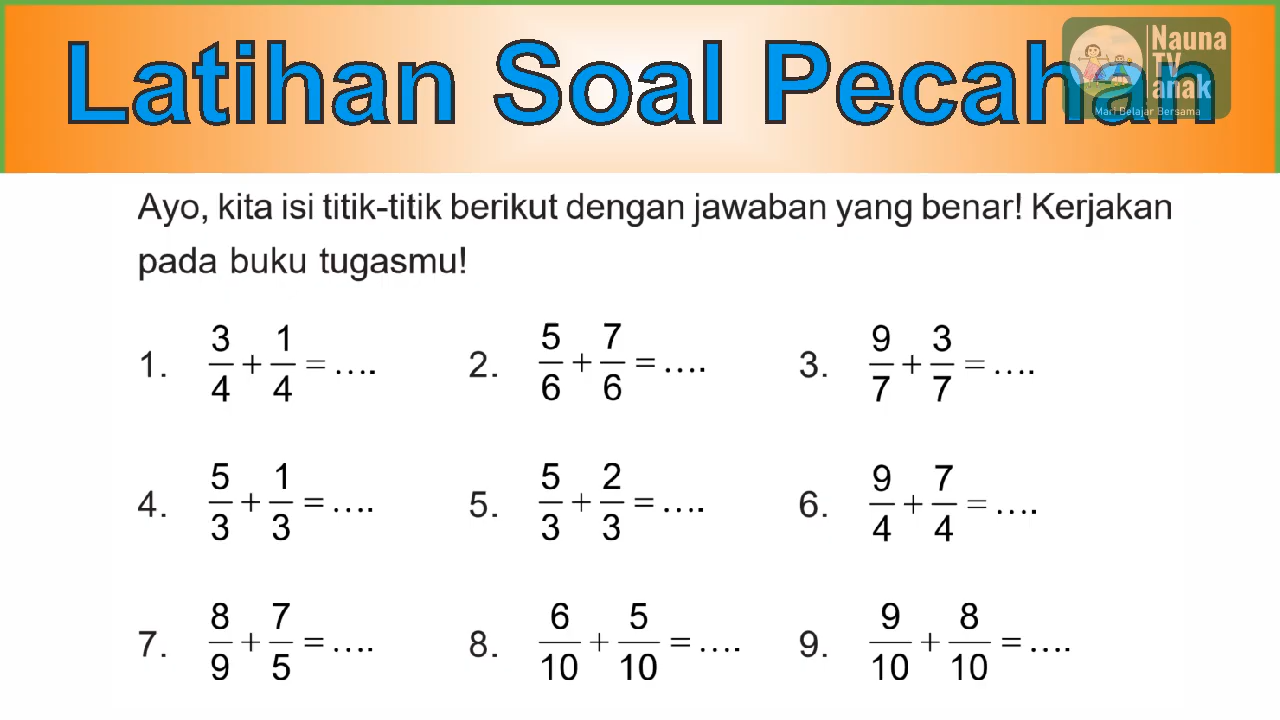 Latihan Soal Pecahan
Nauna
TV
anak
Mari Belajar Bersama
Ayo, kita isi titik-titik berikut dengan jawaban yang benar! Kerjakan
pada buku tugasmu!
1. 3/4 + 1/4 = .... 2. 5/6 + 7/6 = .... 3. 9/7 + 3/7 = ....
4. 5/3 + 1/3 = .... 5. 5/3 + 2/3 = .... 6. 9/4 + 7/4 = ....
7. 8/9 + 7/5 = .... 8. 6/10 + 5/10 = .... 9. 9/10 + 8/10 = ....